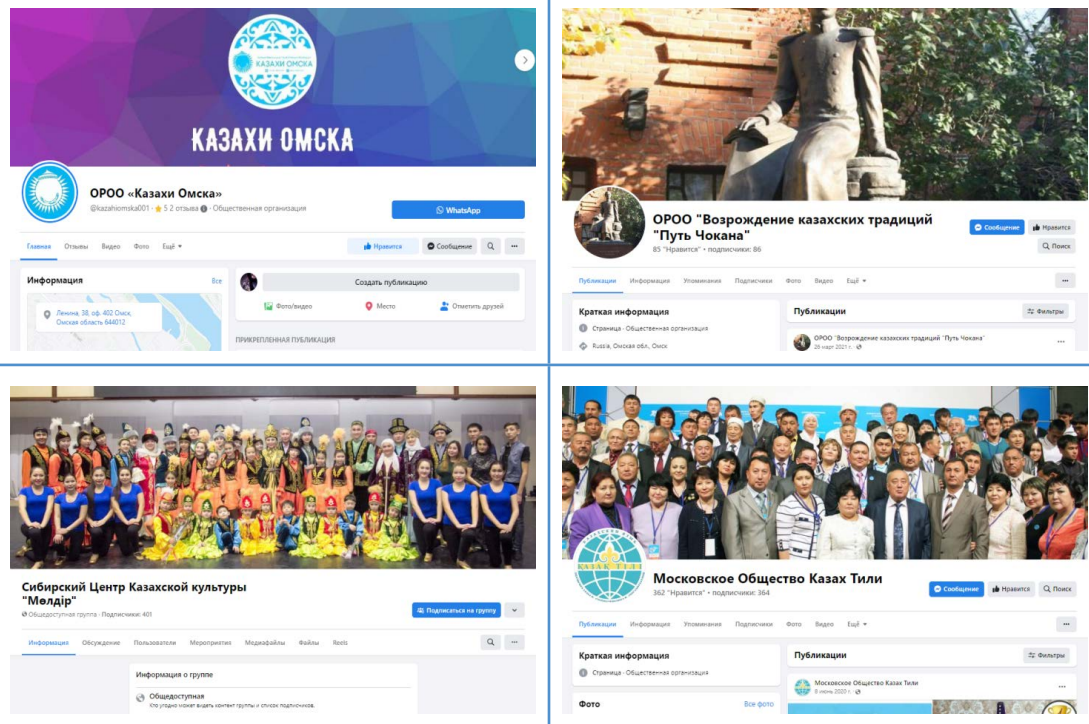 КАЗАХИ ОМСКА
КАЗАХИ ОМСКА
ОРОО «Казахи Омска»
@kazahiomska001 · 5 2 отзыва · Общественная организация
WhatsApp
Главная Отзывы Видео Фото Ещё
Нравится Сообщение
Информация Все
Ленина, 38, оф. 402 Омск,
Омская область 644012
Создать публикацию
Фото/видео Место Отметить друзей
ПРИКРЕПЛЕННАЯ ПУБЛИКАЦИЯ
ОРОО "Возрождение казахских традиций
"Путь Чокана"
85 "Нравится" • подписчики: 86
Сообщение Нравится
Поиск
Публикации Информация Упоминания Подписчики Фото Видео Ещё
Краткая информация
Страница · Общественная организация
Russia, Омская обл., Омск
Публикации Фильтры
ОРОО "Возрождение казахских традиций "Путь Чокана"
26 март 2021 г. ·
Сибирский Центр Казахской культуры
"Мөлдір"
Общедоступная группа · Подписчики: 401
Подписаться на группу
Информация Обсуждение Пользователи Мероприятия Медиафайлы Файлы Reels
Информация о группе
Общедоступная
Кто угодно может видеть контент группы и список подписчиков.
ҚАЗАҚ ТІЛІ
Московское Общество Казах Тили
362 "Нравится" • подписчики: 364
Сообщение Нравится Поиск
Публикации Информация Упоминания Подписчики Фото Видео Ещё
Краткая информация
Страница · Общественная организация
Фото Все фото
Публикации Фильтры
Московское Общество Казах Тили
8 июнь 2020 г. ·